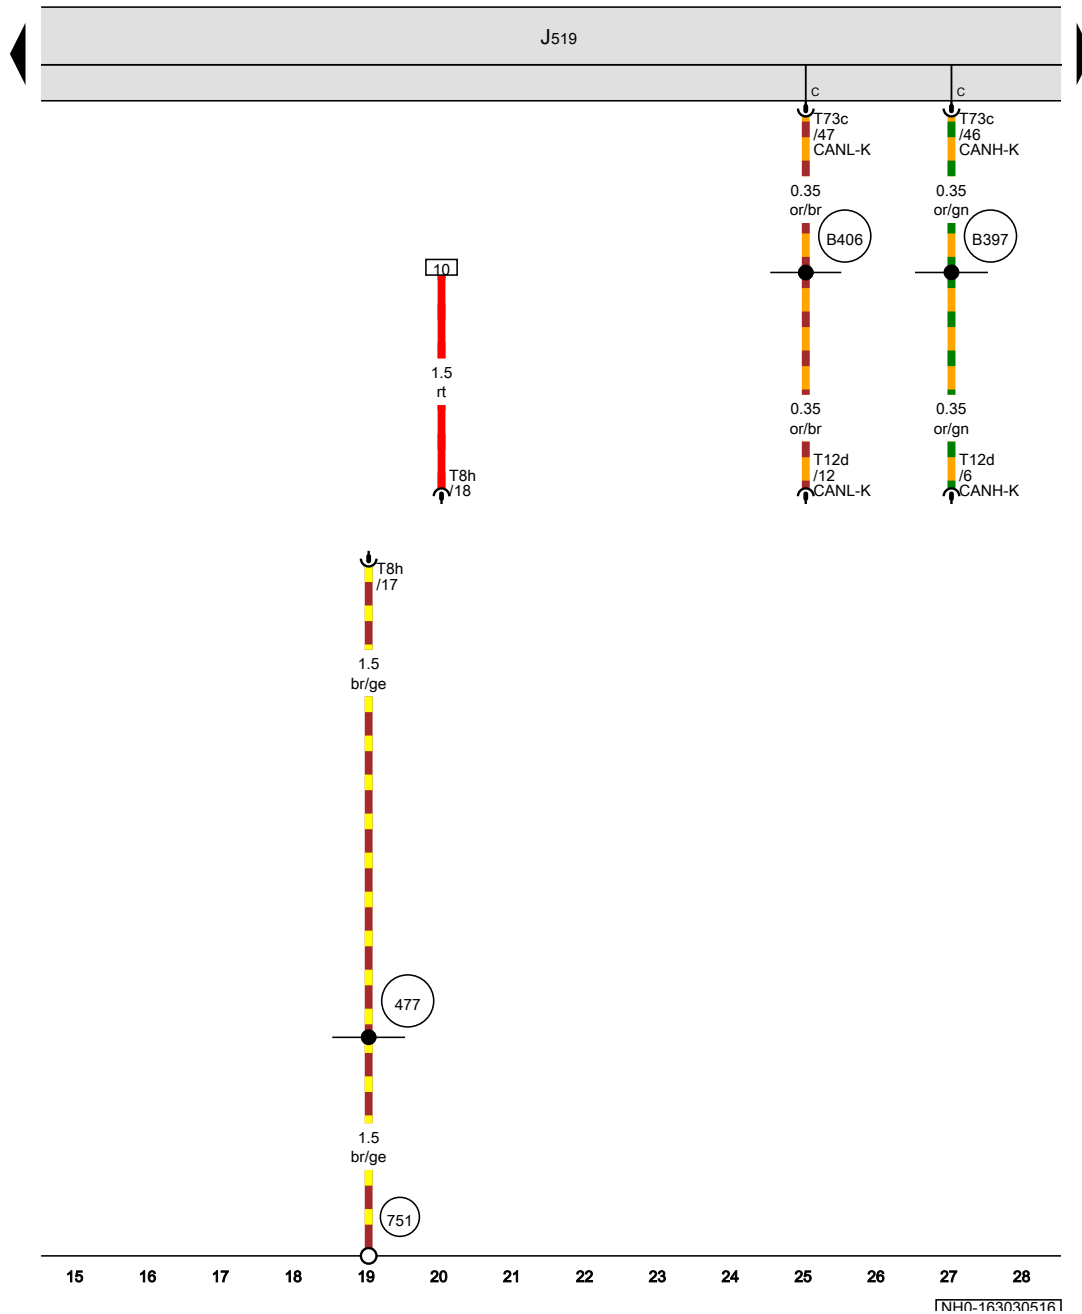 J519
c
c
T73c
/47
CANL-K
T73c
/46
CANH-K
0.35
or/br
0.35
or/gn
B406
B397
10
1.5
rt
0.35
or/br
0.35
or/gn
T8h
/18
T12d
/12
CANL-K
T12d
/6
CANH-K
T8h
/17
1.5
br/ge
477
1.5
br/ge
751
15 16 17 18 19 20 21 22 23 24 25 26 27 28
NH0-163030516